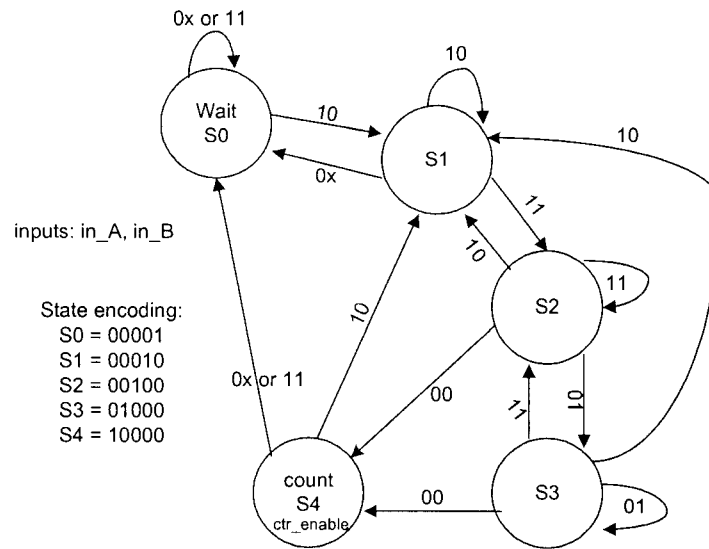 0x or 11
10
Wait
S0
10
10
S1
0x
11
inputs: in_A, in_B
10
11
S2
State encoding:
S0 = 00001
S1 = 00010
S2 = 00100
S3 = 01000
S4 = 10000
10
0x or 11
00
11
01
count
S4
ctr_enable
00
S3
01